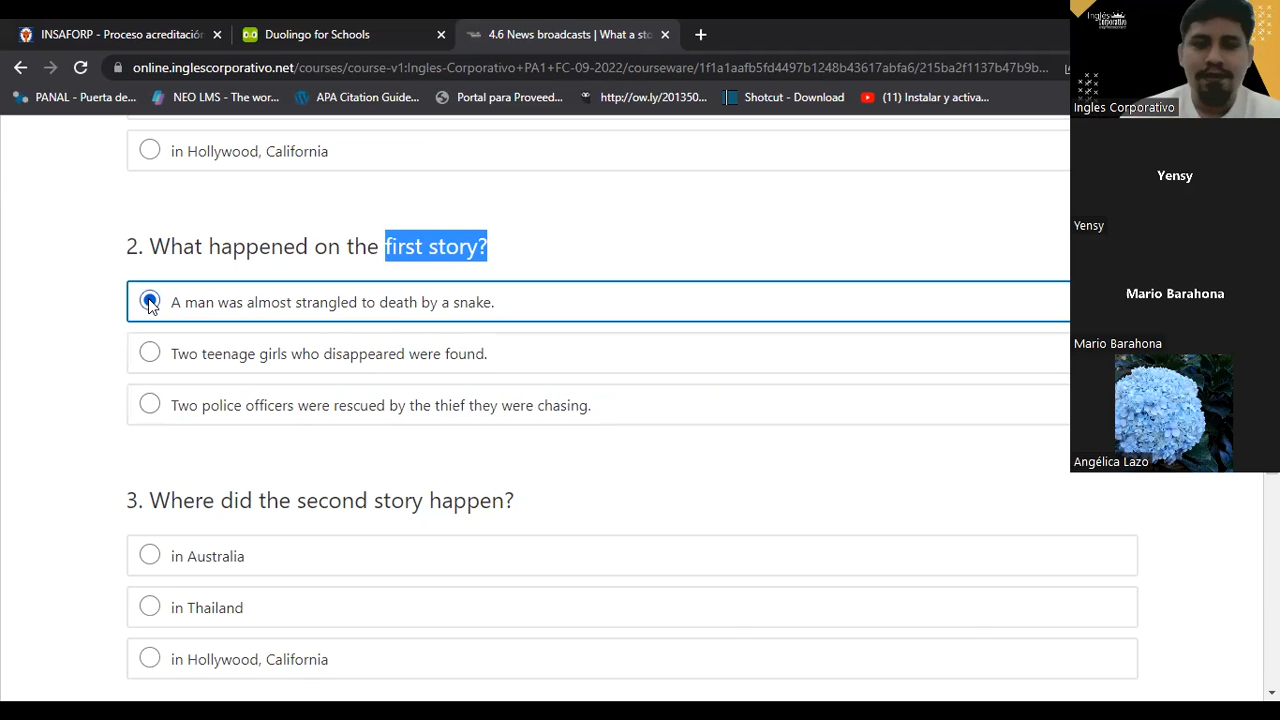 INSAFORP - Proceso acreditación
Duolingo for Schools
4.6 News broadcasts | What a sto
online.inglescorporativo.net/courses/course-v1:Ingles-Corporativo+PA1+FC-09-2022/courseware/1f1a1aafb5fd4497b1248b43617abfa6/215ba2f1137b47b9b...
PANAL - Puerta de...
NEO LMS - The wor...
APA Citation Guide...
Portal para Proveed...
http://ow.ly/201350...
Shotcut - Download
(11) Instalar y activa...
in Hollywood, California
2. What happened on the first story?
A man was almost strangled to death by a snake.
Two teenage girls who disappeared were found.
Two police officers were rescued by the thief they were chasing.
3. Where did the second story happen?
in Australia
in Thailand
in Hollywood, California
Inglés
Corporativo
Ingles Corporativo
Yensy
Yensy
Mario Barahona
Mario Barahona
Angélica Lazo